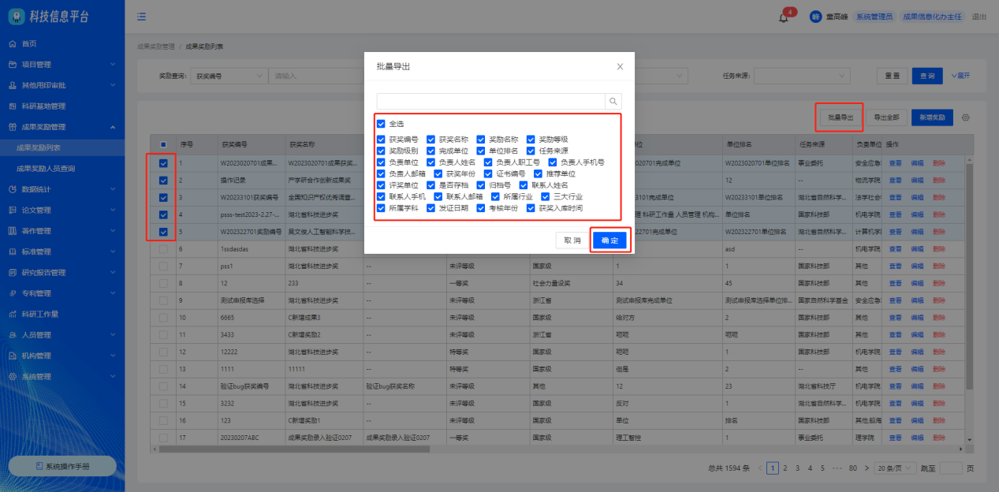 科技信息平台
4
峰 童高峰 系统管理员 成果信息化办主任 退出
首页
项目管理
其他用印审批
科研基地管理
成果奖励管理
成果奖励列表
成果奖励人员查询
数据统计
论文管理
著作管理
标准管理
研究报告管理
专利管理
科研工作量
人员管理
机构管理
系统管理
系统操作手册
成果奖励管理 / 成果奖励列表
奖励查询: 获奖编号 请输入 任务来源: 重置 查询 展开
批量导出 导出全部 新增奖励
批量导出
全选
获奖编号 获奖名称 奖励名称 奖励等级
奖励级别 完成单位 单位排名 任务来源
负责单位 负责人姓名 负责人职工号 负责人手机号
负责人邮箱 获奖年份 证书编号 推荐单位
评奖单位 是否存档 归档号 联系人姓名
联系人手机 联系人邮箱 所属行业 三大行业
所属学科 发证日期 考核年份 获奖入库时间
取消 确定
序号 获奖编号 获奖名称 位 单位排名 任务来源 负责单位 操作
1 W2023020701成果... W2023020701成果获奖... 020701完成单位 W2023020701单位排名 事业委托 安全应急 查看 编辑 删除
2 操作记录 产学研合作创新成果奖 12 -- 物流学院 查看 编辑 删除
3 W20233101获奖编号 全国知识产权优秀调查... 3101完成单位 W20233101单位排名 湖北省自然科学... 法学社会 查看 编辑 删除
4 psss-test2023-2.27-... 湖北省科技进步奖 理 科研工作量 人员管理 机构... 单位排名 国家科技部 机电学院 查看 编辑 删除
5 W202322701奖励编号 吴文俊人工智能科学技... 22701完成单位 W202322701单位排名 湖北省自然科学... 计算机学 查看 编辑 删除
6 1ssdasdas 湖北省科技进步奖 asd -- 机电学院 查看 编辑 删除
7 pss1 湖北省科技进步奖 -- 未评等级 国家级 1 1 国家科技部 其他 查看 编辑 删除
8 12 233 -- 一等奖 社会力量设奖 34 45 国家科技部 其他 查看 编辑 删除
9 测试申报库选择 湖北省科技进步奖 -- 未评等级 浙江省 测试申报库完成单位 测试申报库选择单位排... 国家自然科学基金 安全应急 查看 编辑 删除
10 6665 C新增成果3 -- 未评等级 国家级 给对方 2 国家科技部 其他 查看 编辑 删除
11 3433 C新增奖励2 -- 未评等级 浙江省 呃呃 呃呃 国家科技部 其他 查看 编辑 删除
12 12222 湖北省科技进步奖 -- 特等奖 国家级 呃呃 1 国家科技部 机电学院 查看 编辑 删除
13 1111 11111 -- 特等奖 国家级 但是 2 -- 其他 查看 编辑 删除
14 验证bug获奖编号 湖北省科技进步奖 验证bug获奖名称 未评等级 其他 12 23 湖北省科技厅 机电学院 查看 编辑 删除
15 3232 湖北省科技进步奖 -- 未评等级 国家级 反对 1 湖北省自然科学... 机电学院 查看 编辑 删除
16 123 C新增奖励1 -- 未评等级 国家级 单位 排名 国家科技部 其他,船海 查看 编辑 删除
17 20230207ABC 成果奖励录入验证0207 成果奖励录入验证0207 一等奖 国家级 理工智控 1 事业委托 理学院 查看 编辑 删除
总共 1594 条 < 1 2 3 4 5 ··· 80 > 20 条/页 跳至 页